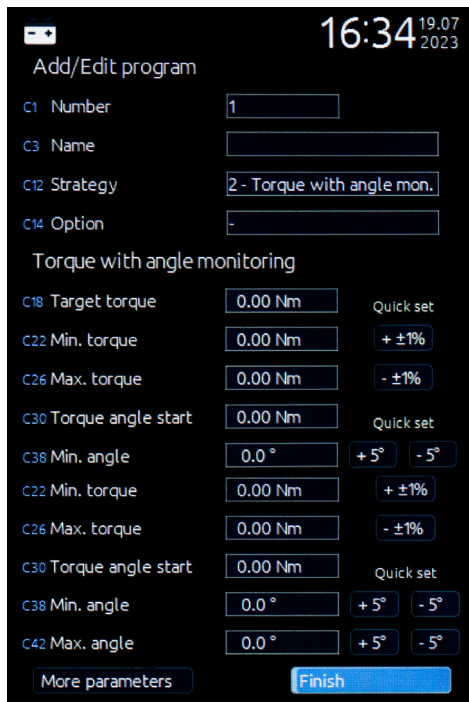 - +
16:34 19.07
2023
Add/Edit program
C1 Number 1
C3 Name
C12 Strategy 2 - Torque with angle mon.
C14 Option -
Torque with angle monitoring
C18 Target torque 0.00 Nm Quick set
C22 Min. torque 0.00 Nm + ±1%
C26 Max. torque 0.00 Nm - ±1%
C30 Torque angle start 0.00 Nm Quick set
C38 Min. angle 0.0 ° + 5° - 5°
C22 Min. torque 0.00 Nm + ±1%
C26 Max. torque 0.00 Nm - ±1%
C30 Torque angle start 0.00 Nm Quick set
C38 Min. angle 0.0 ° + 5° - 5°
C42 Max. angle 0.0 ° + 5° - 5°
More parameters Finish